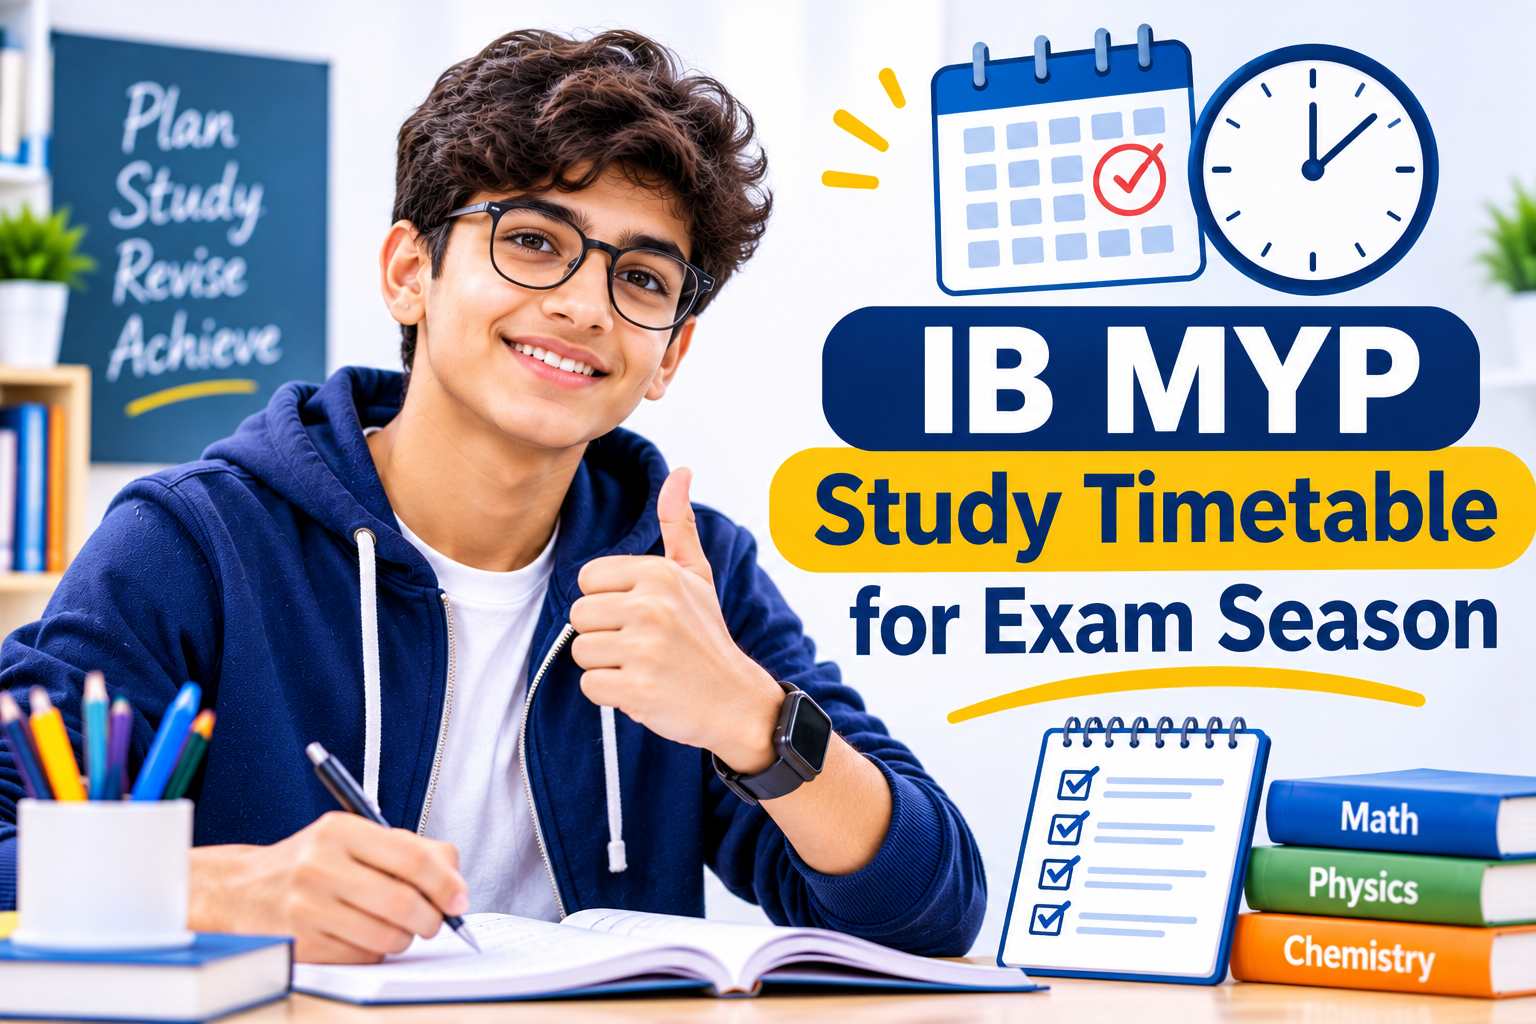 Plan
Study
Revise
Achieve
IB MYP
Study Timetable
for Exam Season
Math
Physics
Chemistry